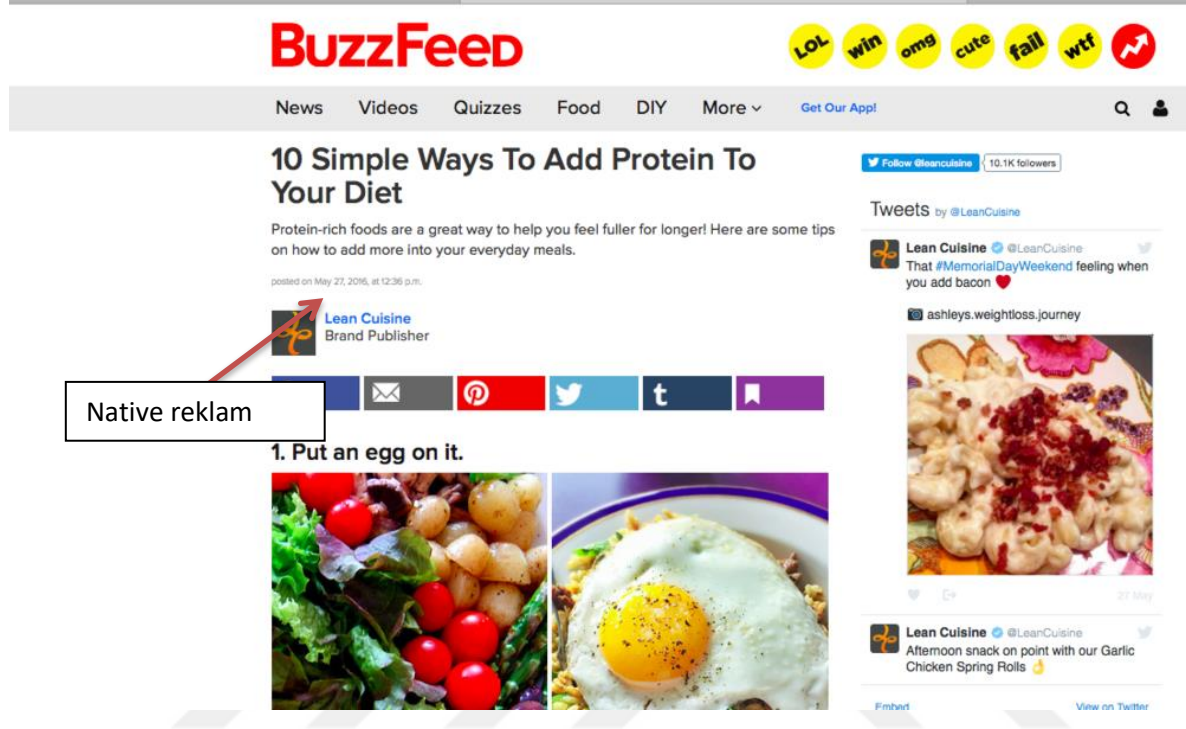 BuzzFeeD
LOL win omg cute fail wtf
News Videos Quizzes Food DIY More Get Our App!
10 Simple Ways To Add Protein To
Your Diet
Protein-rich foods are a great way to help you feel fuller for longer! Here are some tips
on how to add more into your everyday meals.
posted on May 27, 2016, at 12:36 p.m.
Lean Cuisine
Brand Publisher
Native reklam
1. Put an egg on it.
Follow @leancuisine 10.1K followers
Tweets by @LeanCuisine
Lean Cuisine @LeanCuisine
That #MemorialDayWeekend feeling when
you add bacon
ashleys.weightloss.journey
27 May
Lean Cuisine @LeanCuisine
Afternoon snack on point with our Garlic
Chicken Spring Rolls
Embed View on Twitter